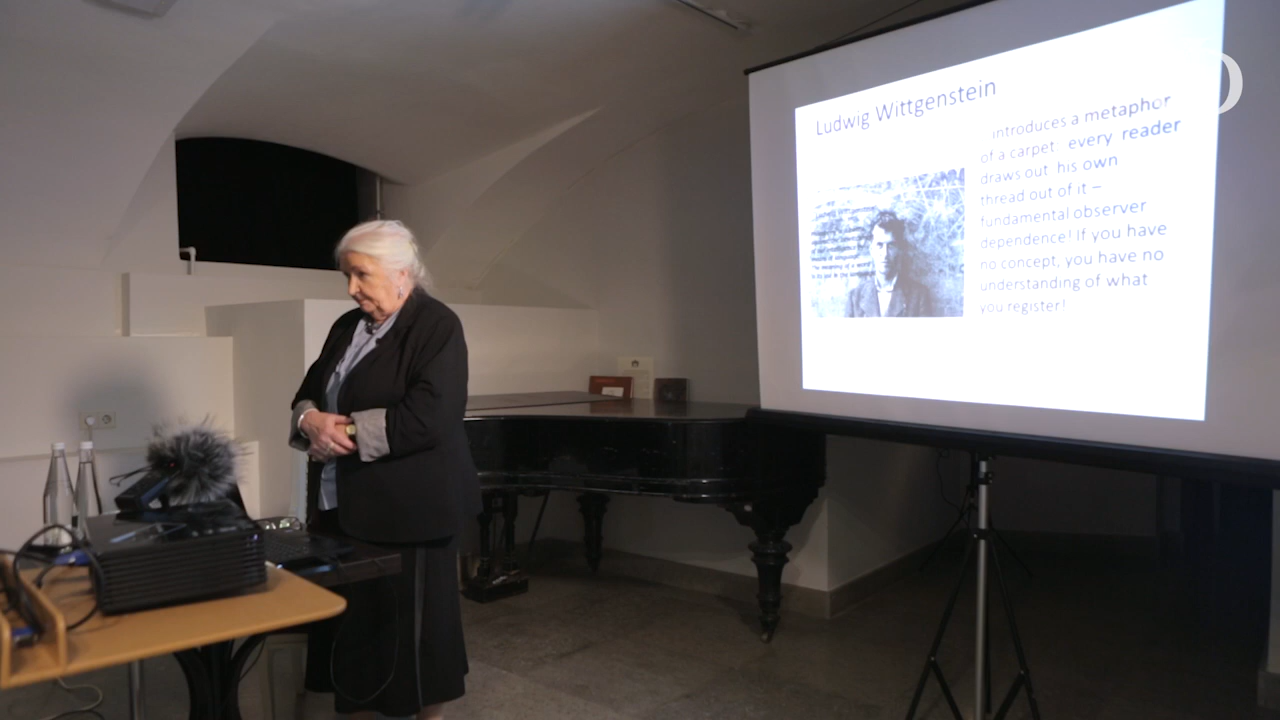 Ludwig Wittgenstein
introduces a metaphor
of a carpet: every reader
draws out his own
thread out of it –
fundamental observer
dependence! If you have
no concept, you have no
understanding of what
you register!